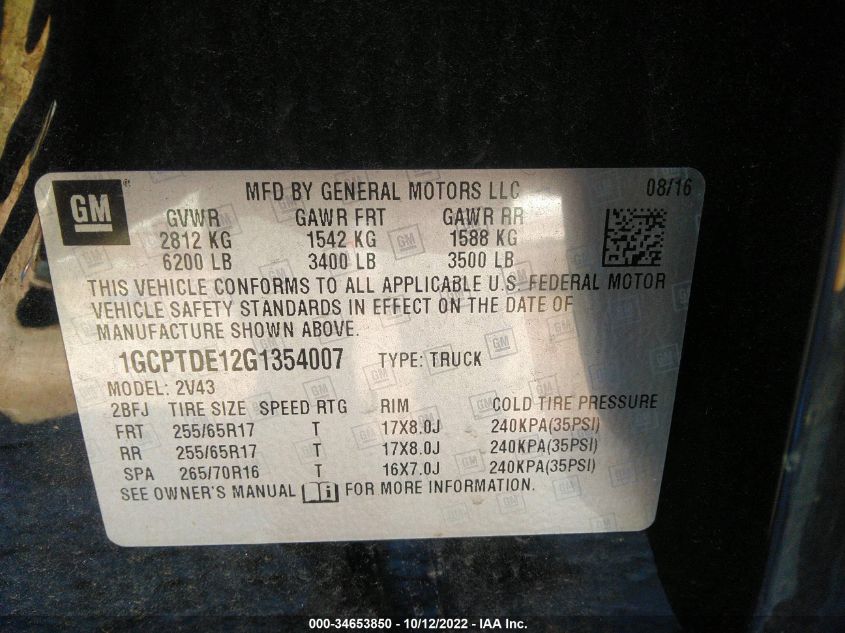 GM ® MFD BY GENERAL MOTORS LLC 08/16
GVWR GAWR FRT GAWR RR
2812 KG 1542 KG 1588 KG
6200 LB 3400 LB 3500 LB
THIS VEHICLE CONFORMS TO ALL APPLICABLE U.S. FEDERAL MOTOR
VEHICLE SAFETY STANDARDS IN EFFECT ON THE DATE OF
MANUFACTURE SHOWN ABOVE.
1GCPTDE12G1354007 TYPE: TRUCK
MODEL: 2V43
2BFJ TIRE SIZE SPEED RTG RIM COLD TIRE PRESSURE
FRT 255/65R17 T 17X8.0J 240KPA(35PSI)
RR 255/65R17 T 17X8.0J 240KPA(35PSI)
SPA 265/70R16 T 16X7.0J 240KPA(35PSI)
SEE OWNER'S MANUAL i FOR MORE INFORMATION.
000-34653850 - 10/12/2022 - IAA Inc.